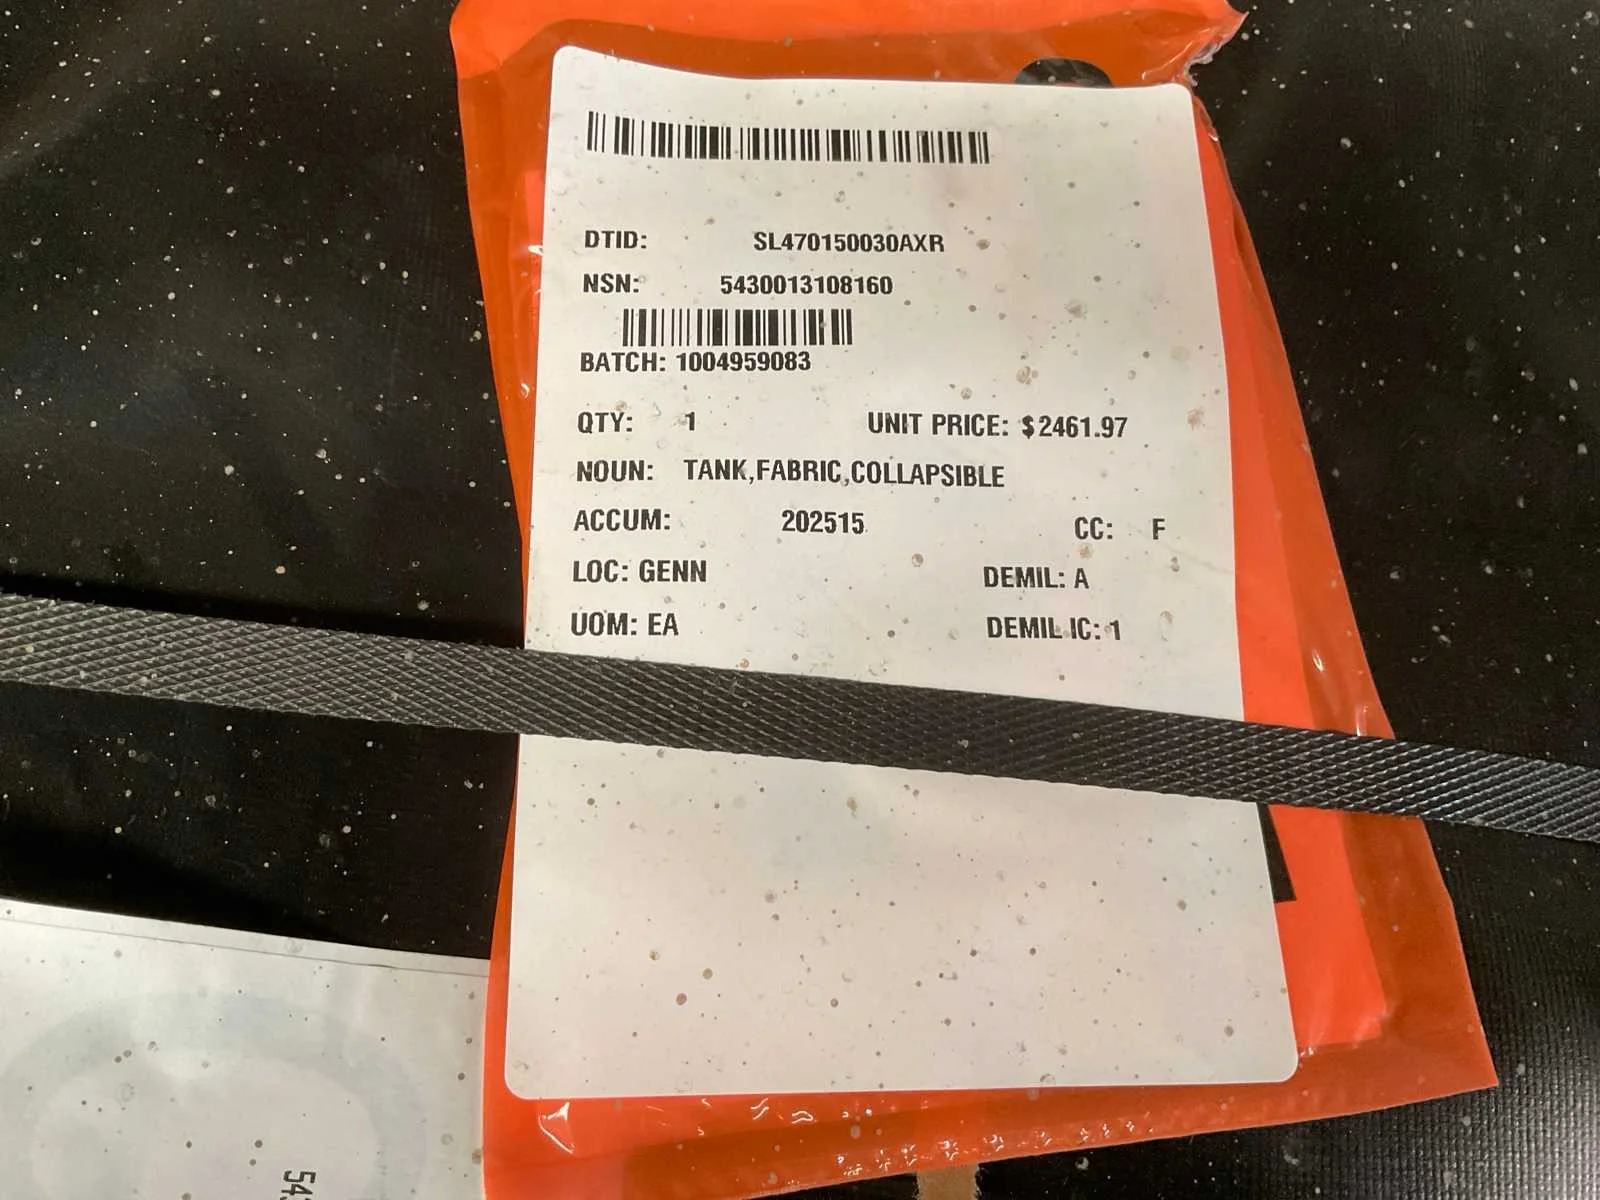 DTID: SL470150030AXR
NSN: 5430013108160
BATCH: 1004959083
QTY: 1 UNIT PRICE: $2461.97
NOUN: TANK,FABRIC,COLLAPSIBLE
ACCUM: 202515 CC: F
LOC: GENN DEMIL: A
UOM: EA DEMIL IC: 1